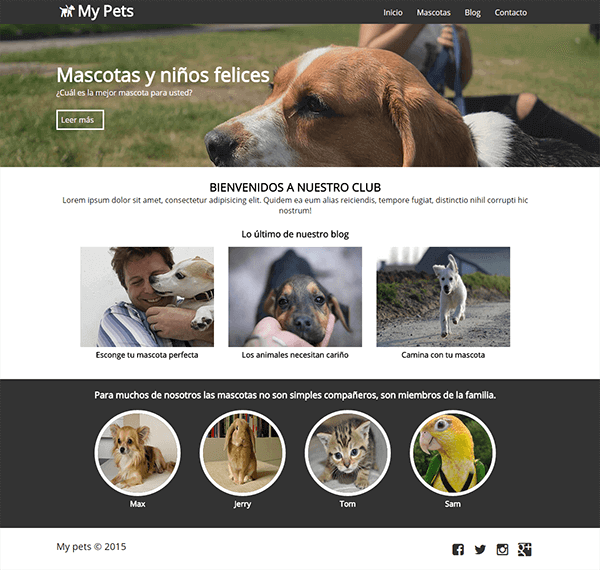 My Pets
Inicio Mascotas Blog Contacto
Mascotas y niños felices
¿Cuál es la mejor mascota para usted?
Leer más
BIENVENIDOS A NUESTRO CLUB
Lorem ipsum dolor sit amet, consectetur adipisicing elit. Quidem ea eum alias reiciendis, tempore fugiat, distinctio nihil corrupti hic
nostrum!
Lo último de nuestro blog
Esconge tu mascota perfecta
Los animales necesitan cariño
Camina con tu mascota
Para muchos de nosotros las mascotas no son simples compañeros, son miembros de la familia.
Max
Jerry
Tom
Sam
My pets © 2015